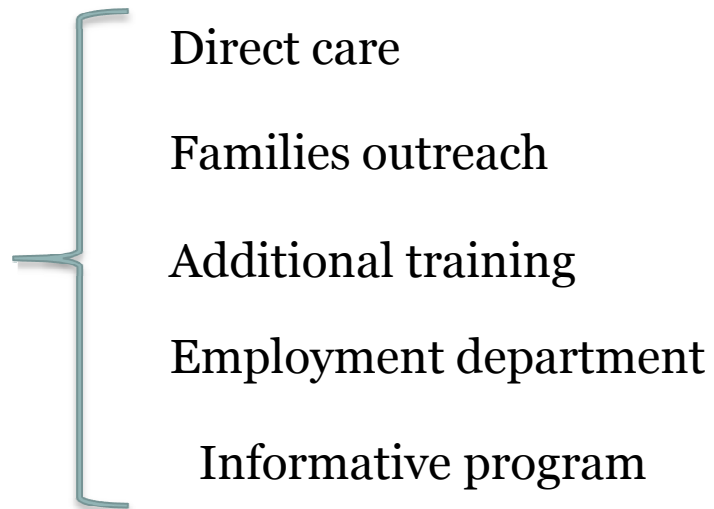 Direct care
Families outreach
Additional training
Employment department
Informative program